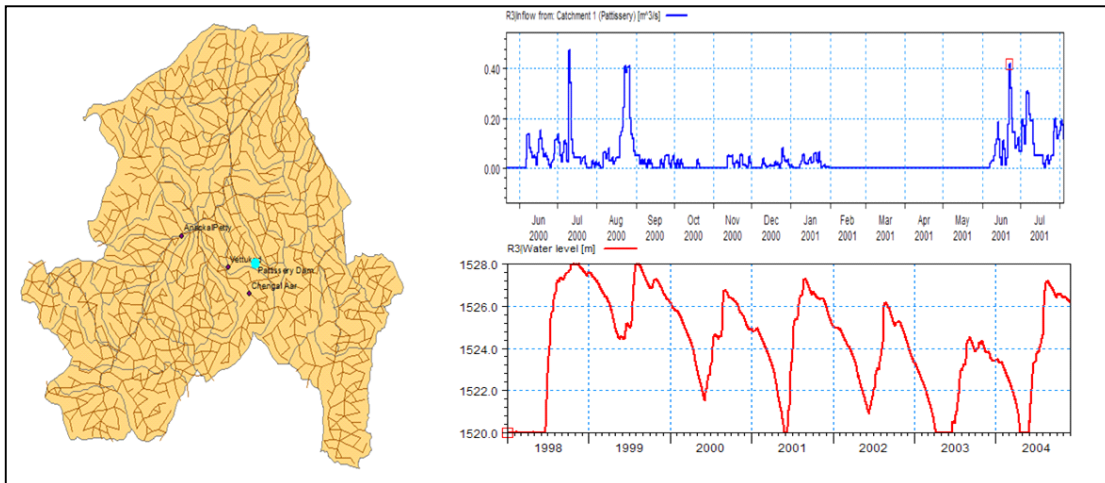 R3|Inflow from: Catchment 1 (Pattissery) [m^3/s]
0.40
0.20
0.00
Jun Jul Aug Sep Oct Nov Dec Jan Feb Mar Apr May Jun Jul
2000 2000 2000 2000 2000 2000 2000 2001 2001 2001 2001 2001 2001 2001
R3|Water level [m]
1528.0
1526.0
1524.0
1522.0
1520.0
1998 1999 2000 2001 2002 2003 2004
Pattissery Dam
Chengal Aar